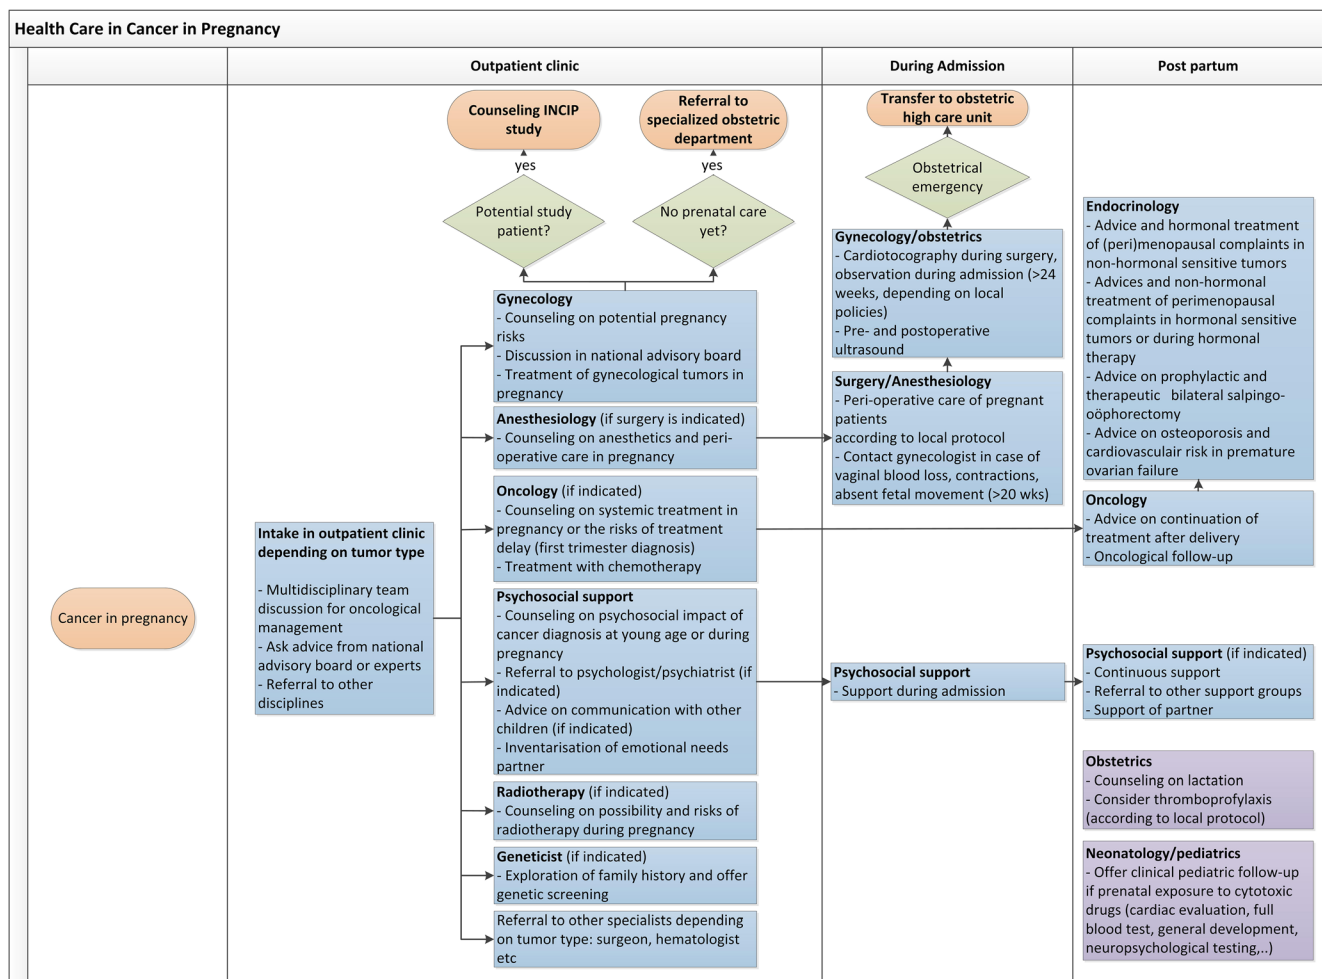 Health Care in Cancer in Pregnancy
Outpatient clinic
During Admission
Post partum
Cancer in pregnancy
Intake in outpatient clinic
depending on tumor type
- Multidisciplinary team
discussion for oncological
management
- Ask advice from national
advisory board or experts
- Referral to other
disciplines
Counseling INCIP
study
Referral to
specialized obstetric
department
yes
yes
Potential study
patient?
No prenatal care
yet?
Gynecology
- Counseling on potential pregnancy
risks
- Discussion in national advisory board
- Treatment of gynecological tumors in
pregnancy
Anesthesiology (if surgery is indicated)
- Counseling on anesthetics and peri-
operative care in pregnancy
Oncology (if indicated)
- Counseling on systemic treatment in
pregnancy or the risks of treatment
delay (first trimester diagnosis)
- Treatment with chemotherapy
Psychosocial support
- Counseling on psychosocial impact of
cancer diagnosis at young age or during
pregnancy
- Referral to psychologist/psychiatrist (if
indicated)
- Advice on communication with other
children (if indicated)
- Inventarisation of emotional needs
partner
Radiotherapy (if indicated)
- Counseling on possibility and risks of
radiotherapy during pregnancy
Geneticist (if indicated)
- Exploration of family history and offer
genetic screening
Referral to other specialists depending
on tumor type: surgeon, hematologist
etc
Transfer to obstetric
high care unit
Obstetrical
emergency
Gynecology/obstetrics
- Cardiotocography during surgery,
observation during admission (>24
weeks, depending on local
policies)
- Pre- and postoperative
ultrasound
Surgery/Anesthesiology
- Peri-operative care of pregnant
patients
according to local protocol
- Contact gynecologist in case of
vaginal blood loss, contractions,
absent fetal movement (>20 wks)
Psychosocial support
- Support during admission
Endocrinology
- Advice and hormonal treatment
of (peri)menopausal complaints in
non-hormonal sensitive tumors
- Advices and non-hormonal
treatment of perimenopausal
complaints in hormonal sensitive
tumors or during hormonal
therapy
- Advice on prophylactic and
therapeutic bilateral salpingo-
oöphorectomy
- Advice on osteoporosis and
cardiovasculair risk in premature
ovarian failure
Oncology
- Advice on continuation of
treatment after delivery
- Oncological follow-up
Psychosocial support (if indicated)
- Continuous support
- Referral to other support groups
- Support of partner
Obstetrics
- Counseling on lactation
- Consider thromboprofylaxis
(according to local protocol)
Neonatology/pediatrics
- Offer clinical pediatric follow-up
if prenatal exposure to cytotoxic
drugs (cardiac evaluation, full
blood test, general development,
neuropsychological testing,..)